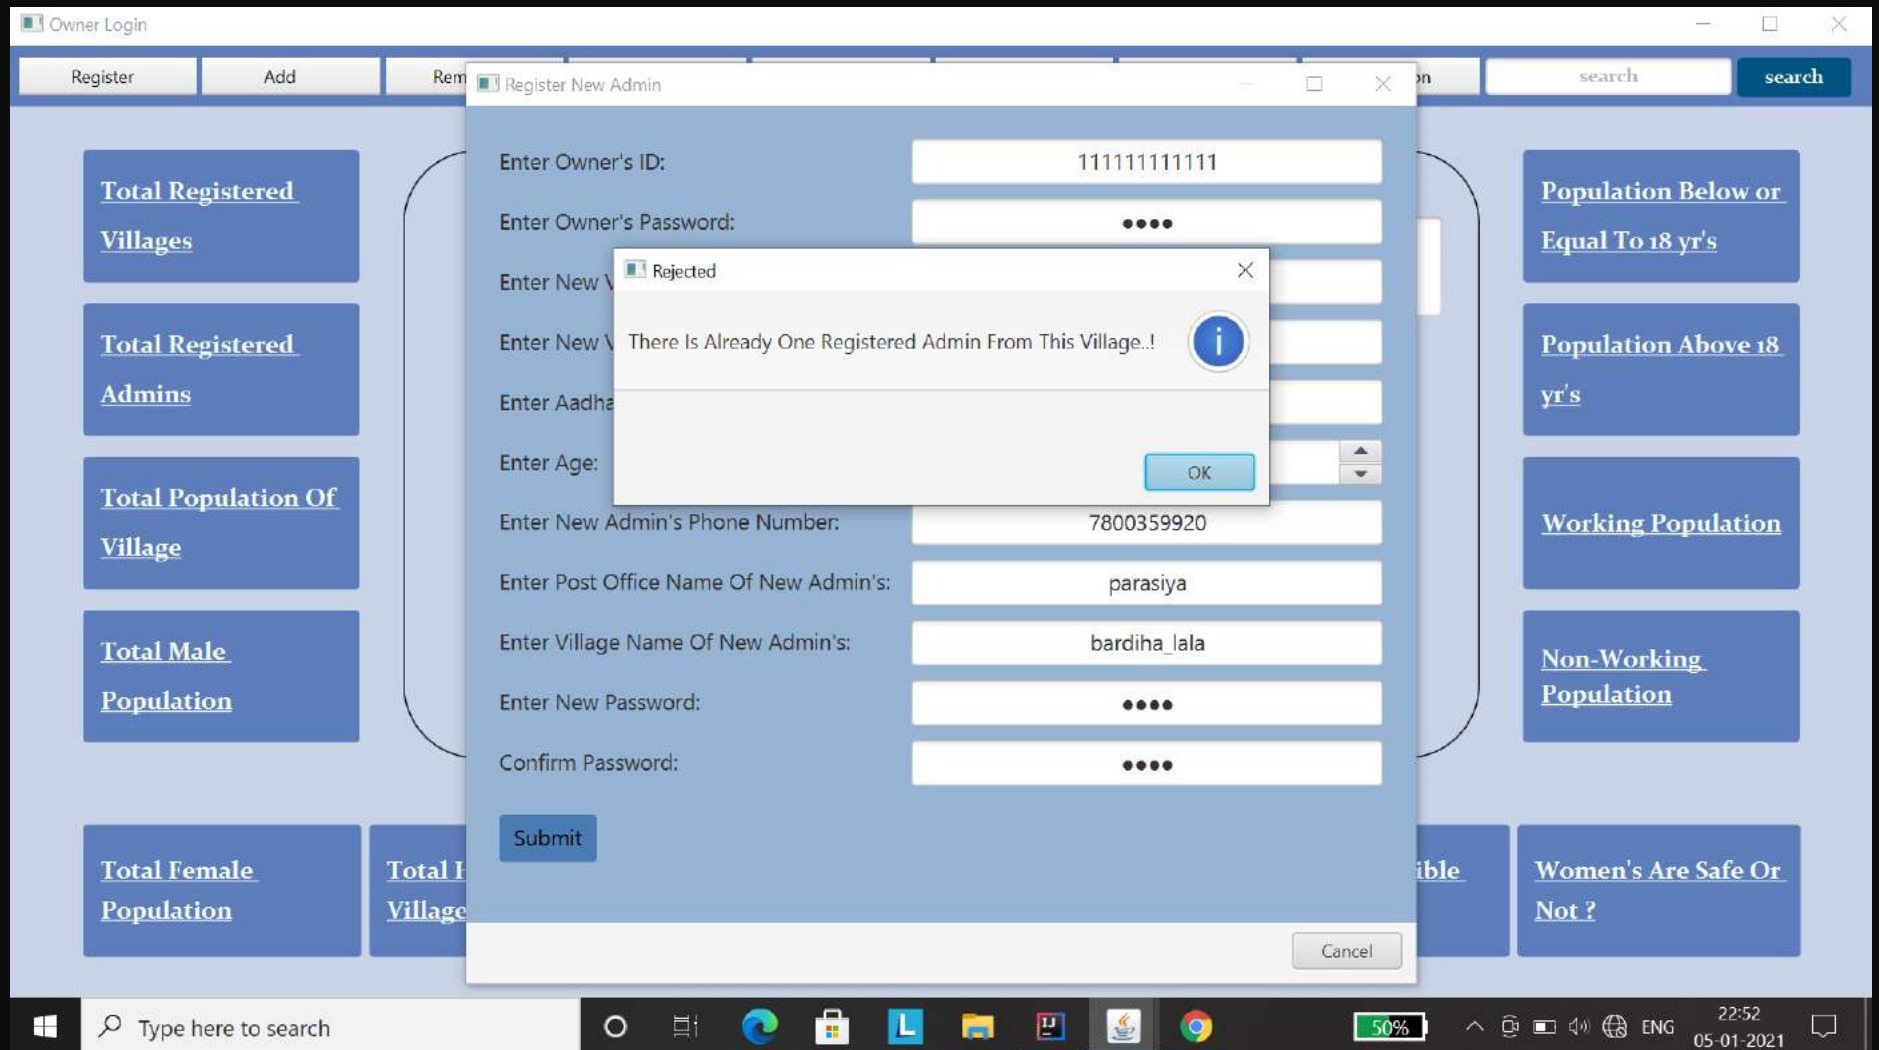 Owner Login
Register
Add
search
search
Register New Admin
Enter Owner's ID:
111111111111
Enter Owner's Password:
Enter New
Rejected
There Is Already One Registered Admin From This Village..!
OK
Enter New
Enter Age:
Enter New Admin's Phone Number:
7800359920
Enter Post Office Name Of New Admin's:
parasiya
Enter Village Name Of New Admin's:
bardiha_lala
Enter New Password:
Confirm Password:
Submit
Cancel
Total Registered
Villages
Total Registered
Admins
Total Population Of
Village
Total Male
Population
Population Below or
Equal To 18 yr's
Population Above 18
yr's
Working Population
Non-Working
Population
Total Female
Population
Total
Village
Women's Are Safe Or
Not ?
Type here to search
50%
ENG
22:52
05-01-2021